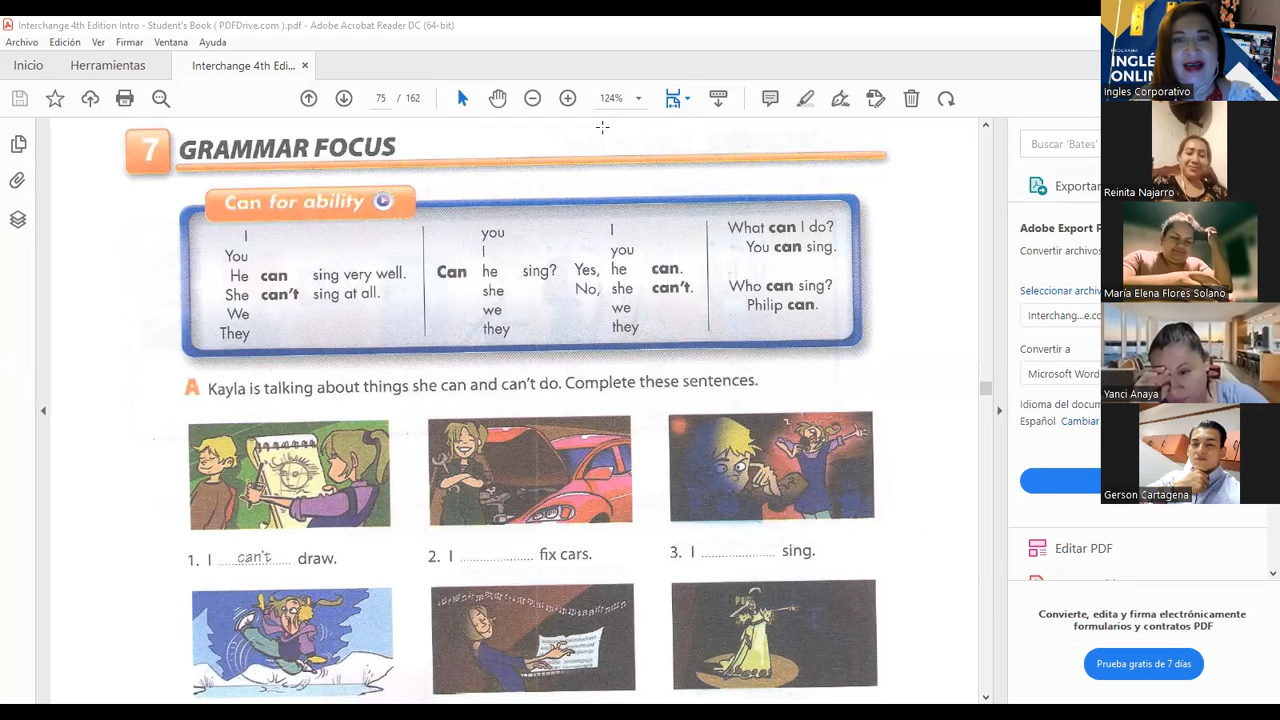 Interchange 4th Edition Intro - Student's Book ( PDFDrive.com ).pdf - Adobe Acrobat Reader DC (64-bit)
Archivo Edición Ver Firmar Ventana Ayuda
Inicio Herramientas Interchange 4th Edi... ×
75 / 162 124%
7 GRAMMAR FOCUS
Can for ability
I
You
He can sing very well.
She can't sing at all.
We
They
you
I
Can he sing?
she
we
they
I
you
Yes, he can.
No, she can't.
we
they
What can I do?
You can sing.
Who can sing?
Philip can.
A Kayla is talking about things she can and can't do. Complete these sentences.
1. I can't draw.
2. I fix cars.
3. I sing.
Buscar 'Bates'
Exportar
Adobe Export P
Convertir archivos
Seleccionar archiv
Interchang...e.co
Convertir a
Microsoft Word
Idioma del docum
Español Cambiar
Editar PDF
Convierte, edita y firma electrónicamente
formularios y contratos PDF
Prueba gratis de 7 días
PROGRAMA
INGLÉ
ONLIN
Ingles Corporativo
Reinita Najarro
María Elena Flores Solano
Yanci Anaya
Gerson Cartagena